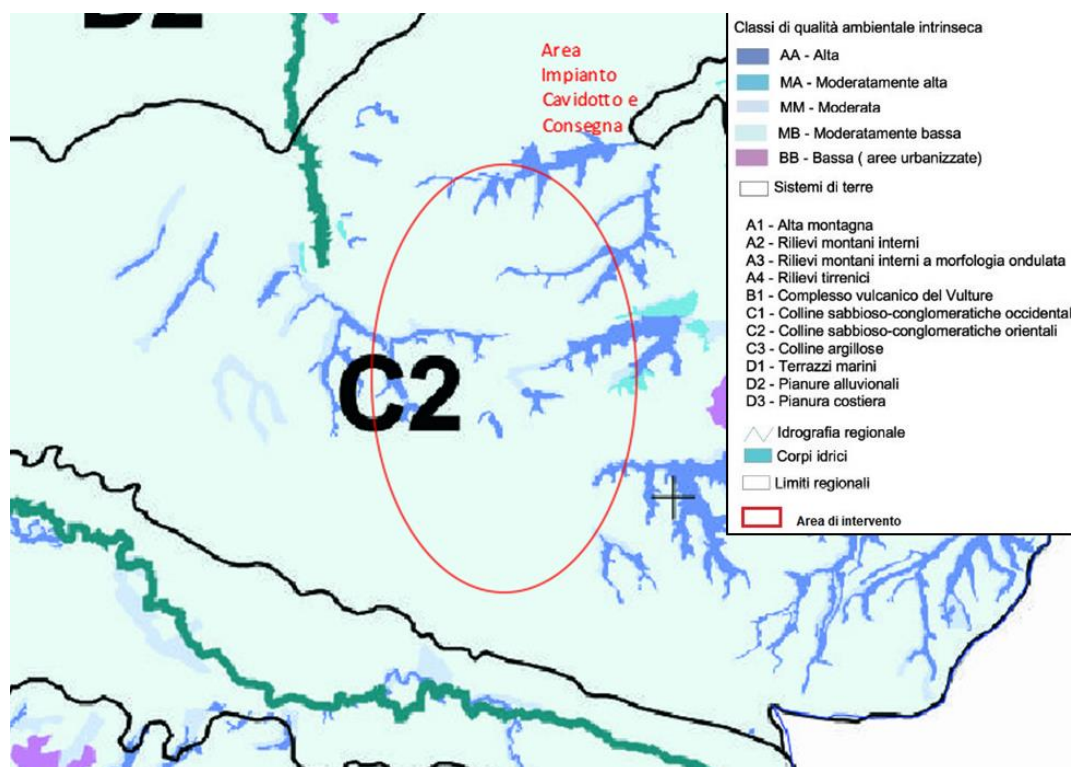 Area
Impianto
Cavidotto e
Consegna
C2
Classi di qualità ambientale intrinseca
AA - Alta
MA - Moderatamente alta
MM - Moderata
MB - Moderatamente bassa
BB - Bassa ( aree urbanizzate)
Sistemi di terre
A1 - Alta montagna
A2 - Rilievi montani interni
A3 - Rilievi montani interni a morfologia ondulata
A4 - Rilievi tirrenici
B1 - Complesso vulcanico del Vulture
C1 - Colline sabbioso-conglomeratiche occidental
C2 - Colline sabbioso-conglomeratiche orientali
C3 - Colline argillose
D1 - Terrazzi marini
D2 - Pianure alluvionali
D3 - Pianura costiera
Idrografia regionale
Corpi idrici
Limiti regionali
Area di intervento